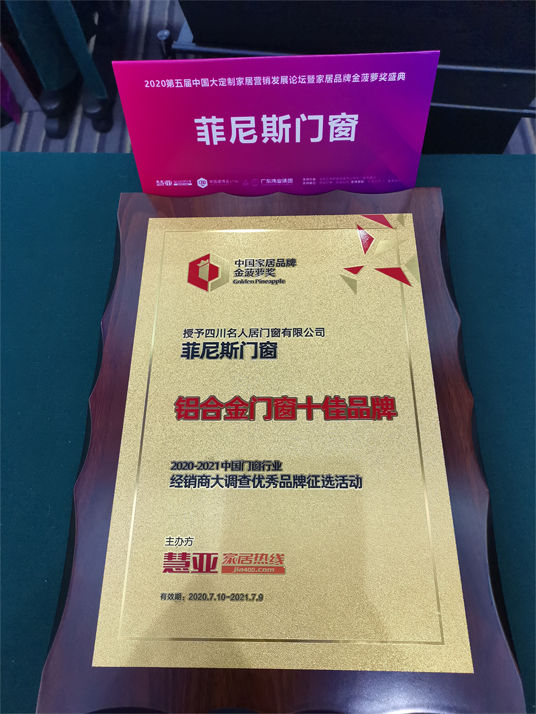 2020第五届中国大定制家居营销发展论坛暨家居品牌金菠萝奖盛典
菲尼斯门窗
中国家居品牌
金菠萝奖
Golden Pineapple
授予四川名人居门窗有限公司
菲尼斯门窗
铝合金门窗十佳品牌
2020-2021中国门窗行业
经销商大调查优秀品牌征选活动
主办方
慧亚 家居热线
jia400.com
有效期：2020.7.10-2021.7.9